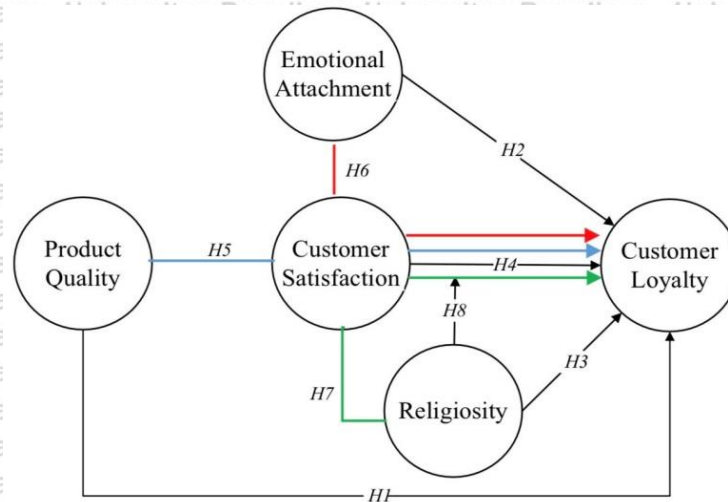 Emotional
Attachment
H2
H6
Product
Quality
H5
Customer
Satisfaction
H4
Customer
Loyalty
H8
H7
Religiosity
H3
H1